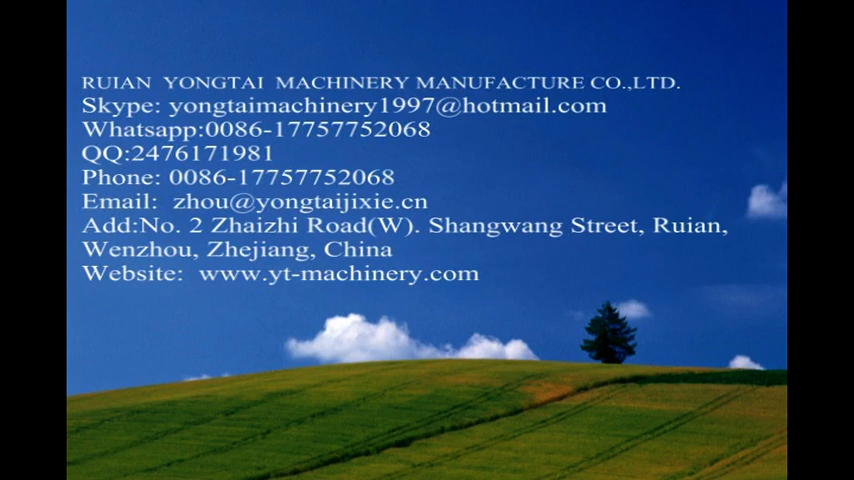 RUIAN YONGTAI MACHINERY MANUFACTURE CO.,LTD.
Skype: yongtaimachinery1997@hotmail.com
Whatsapp:0086-17757752068
QQ:2476171981
Phone: 0086-17757752068
Email: zhou@yongtaijixie.cn
Add:No. 2 Zhaizhi Road(W). Shangwang Street, Ruian,
Wenzhou, Zhejiang, China
Website: www.yt-machinery.com